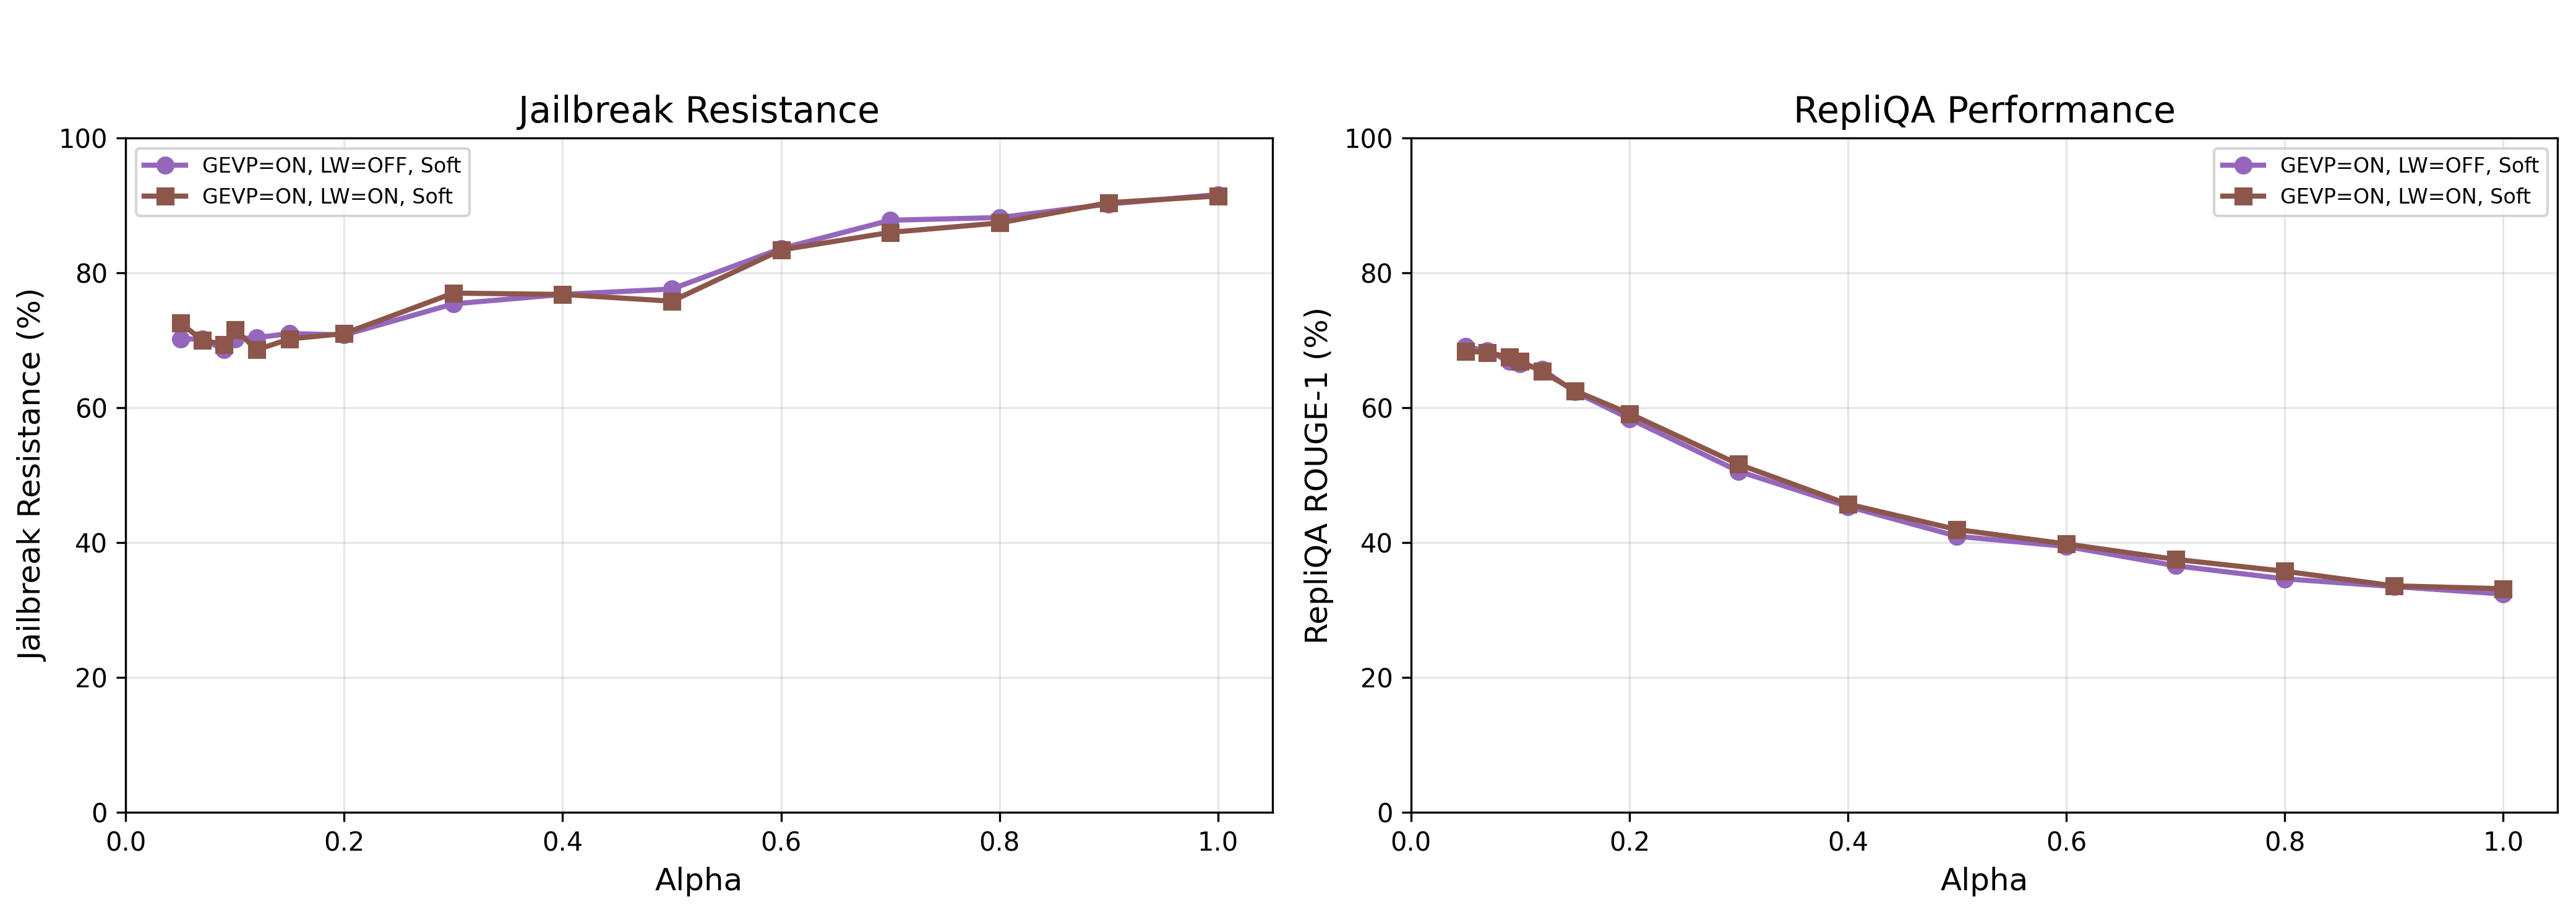 Jailbreak Resistance
Jailbreak Resistance (%)
100
80
60
40
20
0
GEVP=ON, LW=OFF, Soft
GEVP=ON, LW=ON, Soft
0.0 0.2 0.4 0.6 0.8 1.0
Alpha
RepliQA Performance
RepliQA ROUGE-1 (%)
100
80
60
40
20
0
GEVP=ON, LW=OFF, Soft
GEVP=ON, LW=ON, Soft
0.0 0.2 0.4 0.6 0.8 1.0
Alpha